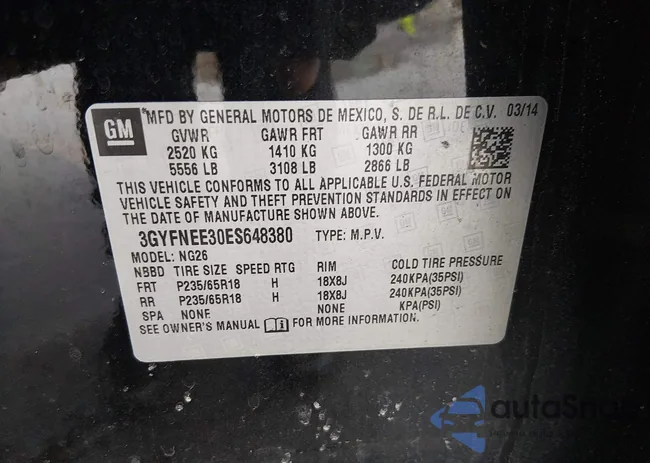 GM
MFD BY GENERAL MOTORS DE MEXICO, S. DE R.L. DE C.V. 03/14
GVWR GAWR FRT GAWR RR
2520 KG 1410 KG 1300 KG
5556 LB 3108 LB 2866 LB
THIS VEHICLE CONFORMS TO ALL APPLICABLE U.S. FEDERAL MOTOR
VEHICLE SAFETY AND THEFT PREVENTION STANDARDS IN EFFECT ON
THE DATE OF MANUFACTURE SHOWN ABOVE.
3GYFNEE30ES648380 TYPE: M.P.V.
MODEL: NG26
NBBD TIRE SIZE SPEED RTG RIM COLD TIRE PRESSURE
FRT P235/65R18 H 18X8J 240KPA(35PSI)
RR P235/65R18 H 18X8J 240KPA(35PSI)
SPA NONE NONE KPA(PSI)
SEE OWNER'S MANUAL FOR MORE INFORMATION.